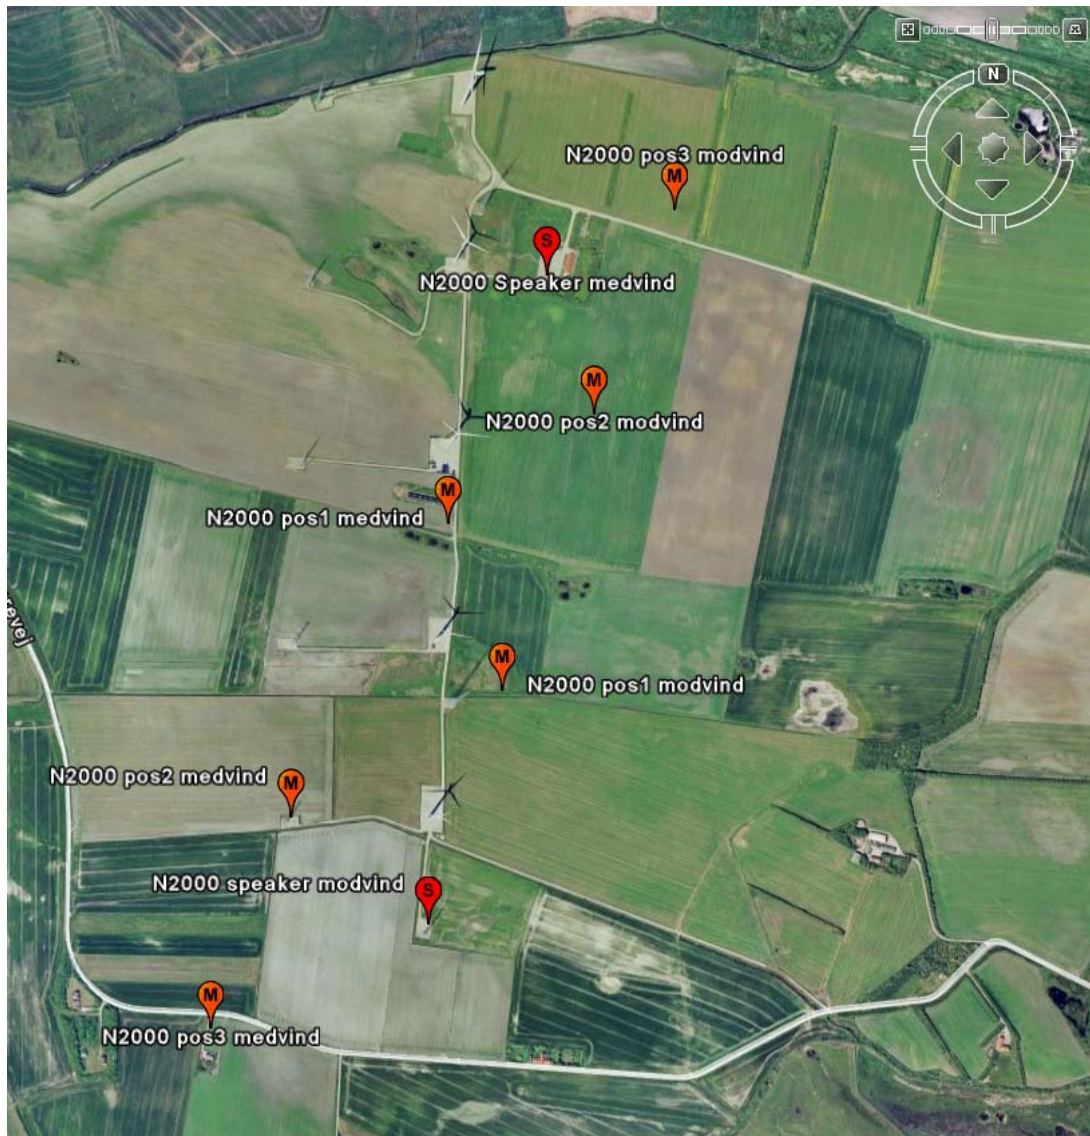 N
N2000 pos3 modvind
M
S
N2000 Speaker medvind
M
N2000 pos2 modvind
M
N2000 pos1 medvind
M
N2000 pos1 modvind
N2000 pos2 medvind
M
N2000 speaker modvind
S
M
N2000 pos3 medvind